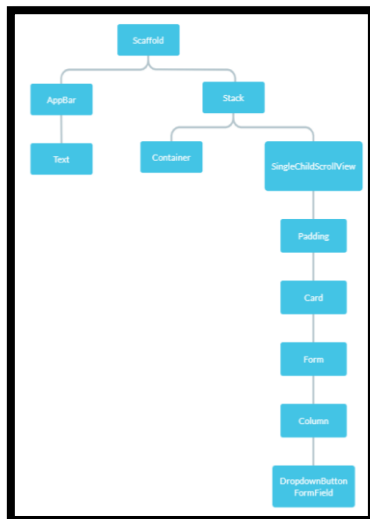 Scaffold
AppBar
Stack
Text
Container
SingleChildScrollView
Padding
Card
Form
Column
DropdownButton
FormField